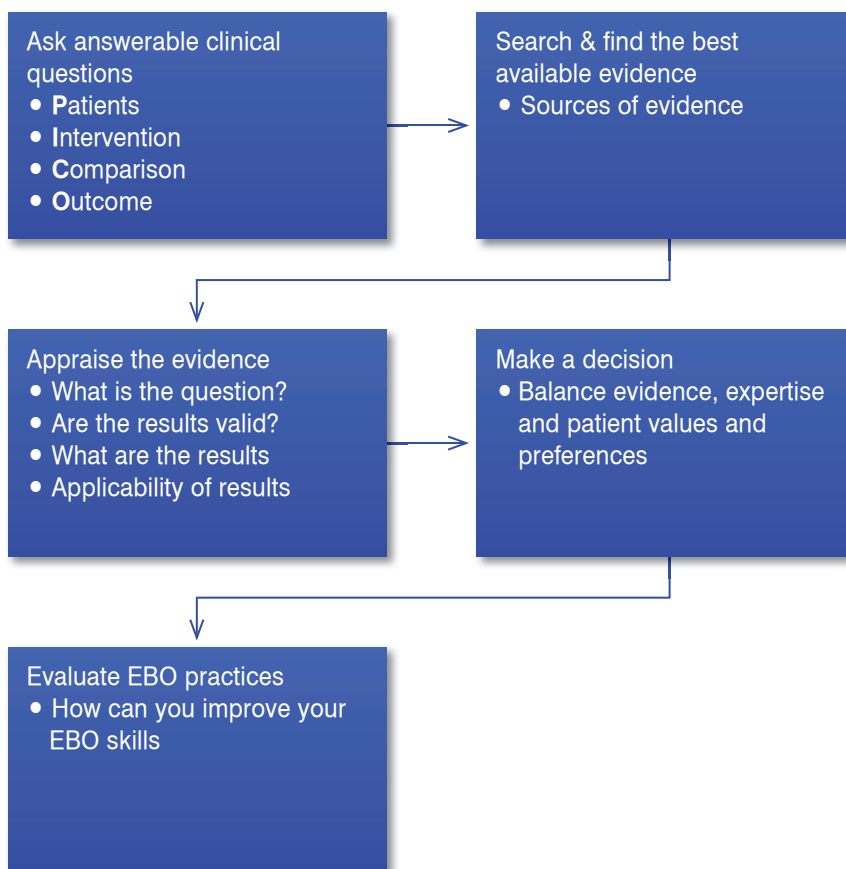 Ask answerable clinical
questions
• Patients
• Intervention
• Comparison
• Outcome
Search & find the best
available evidence
• Sources of evidence
Appraise the evidence
• What is the question?
• Are the results valid?
• What are the results
• Applicability of results
Make a decision
• Balance evidence, expertise
and patient values and
preferences
Evaluate EBO practices
• How can you improve your
EBO skills